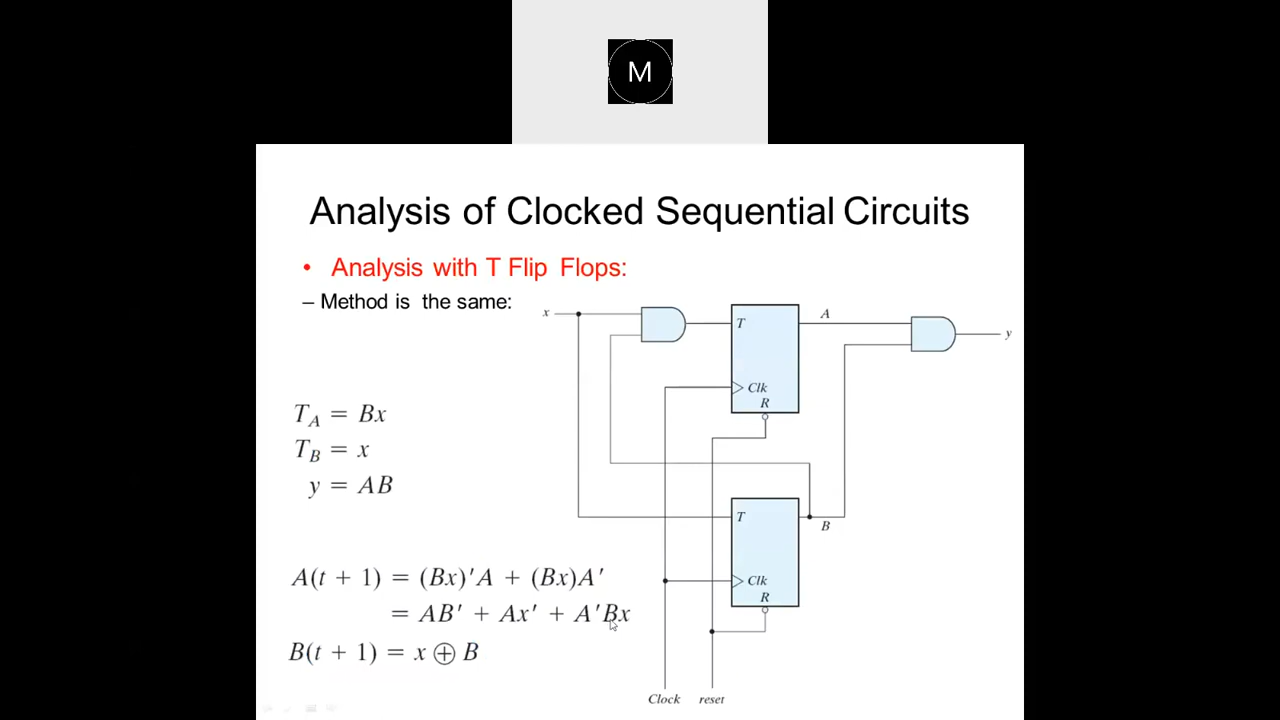 M
Analysis of Clocked Sequential Circuits
• Analysis with T Flip Flops:
– Method is the same:
x
T
A
y
Clk
R
T_A = Bx
T_B = x
y = AB
T
B
Clk
R
A(t + 1) = (Bx)'A + (Bx)A'
= AB' + Ax' + A'Bx
B(t + 1) = x ⊕ B
Clock reset